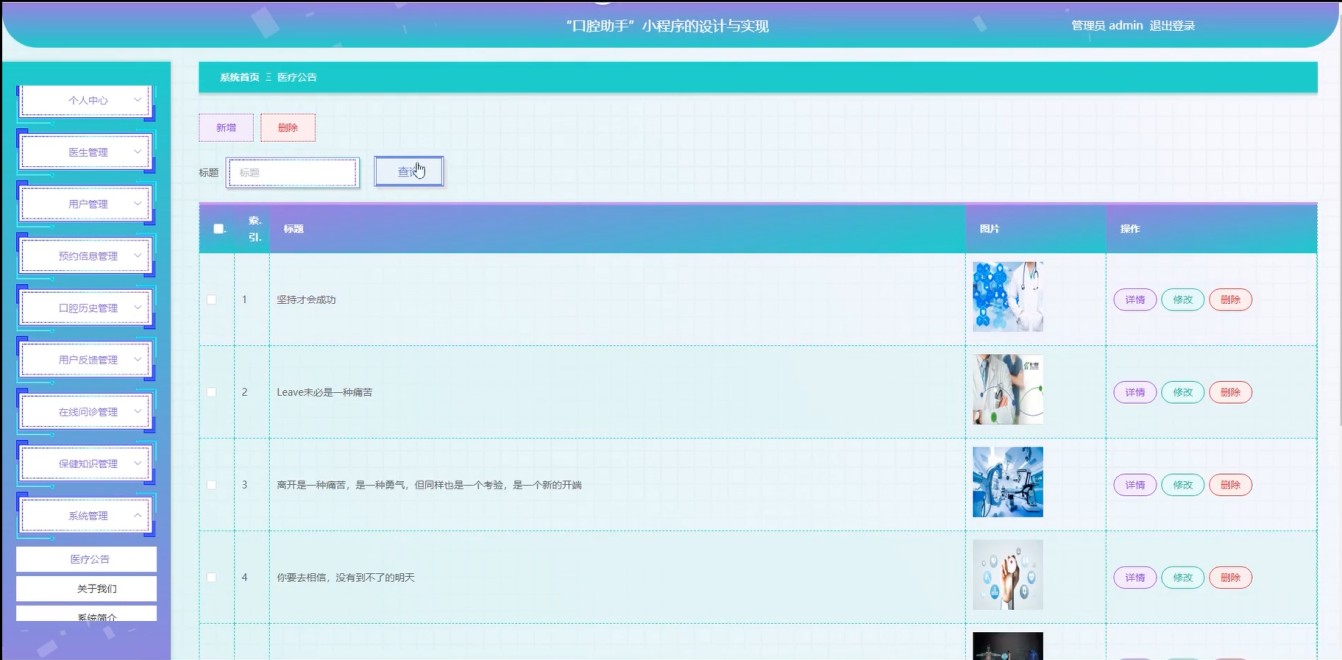 “口腔助手”小程序的设计与实现
管理员 admin 退出登录
个人中心
医生管理
用户管理
预约信息管理
口腔历史管理
用户反馈管理
在线问诊管理
保健知识管理
系统管理
医疗公告
关于我们
系统简介
系统首页 Ξ 医疗公告
新增 删除
标题 标题
索.
引.
标题 图片 操作
1 坚持才会成功 详情 修改 删除
2 Leave未必是一种痛苦 详情 修改 删除
3 离开是一种痛苦，是一种勇气，但同样也是一个考验，是一个新的开端 详情 修改 删除
4 你要去相信，没有到不了的明天 详情 修改 删除